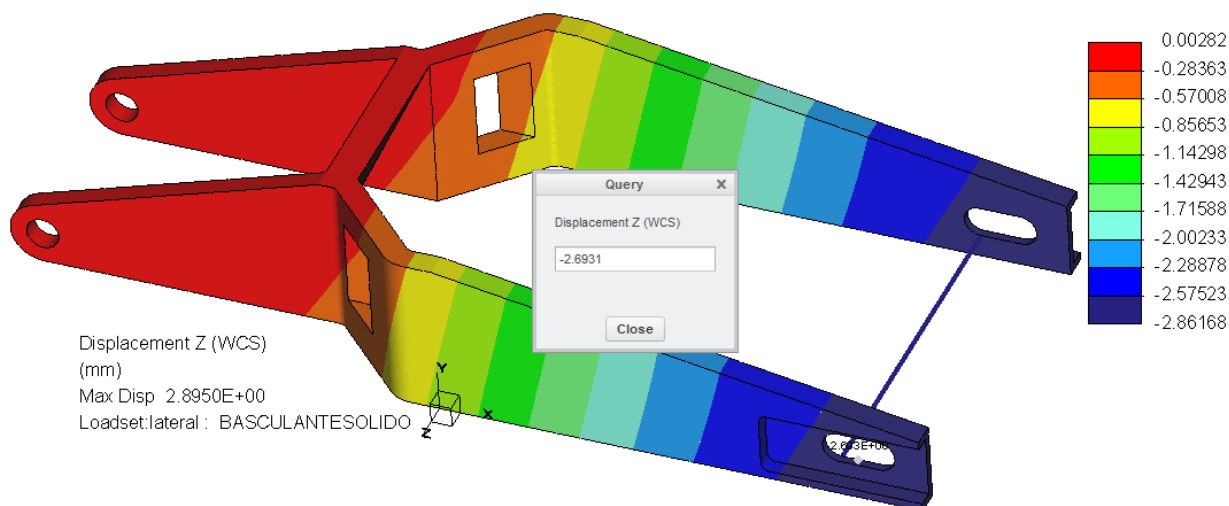 0.00282
-0.28363
-0.57008
-0.85653
-1.14298
-1.42943
-1.71588
-2.00233
-2.28878
-2.57523
-2.86168
Query
x
Displacement Z (WCS)
-2.6931
Close
Displacement Z (WCS)
(mm)
Max Disp 2.8950E+00
Loadset:lateral : BASCULANTESOLIDO
Y
X
Z